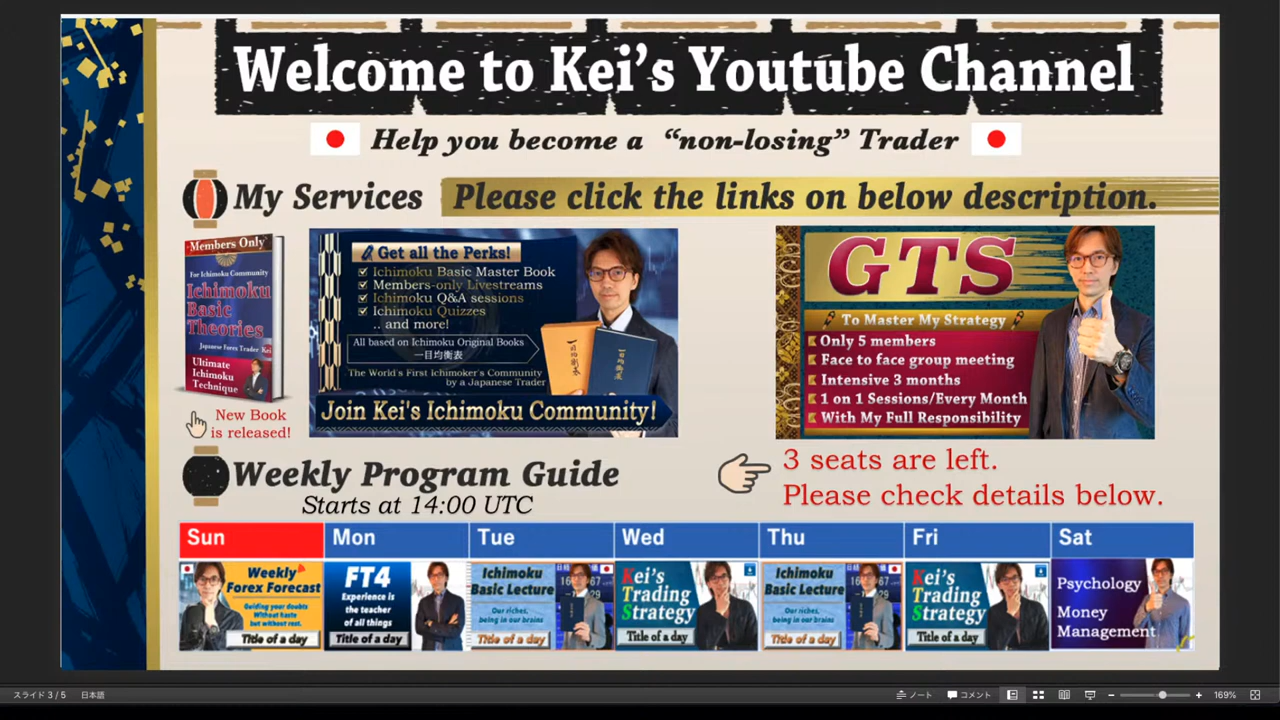 Welcome to Kei's Youtube Channel
Help you become a "non-losing" Trader
My Services
Please click the links on below description.
Members Only
For Ichimoku Community
Ichimoku
Basic
Theories
Japanese Forex Trader Kei
Ultimate
Ichimoku
Technique
New Book
is released!
Get all the Perks!
Ichimoku Basic Master Book
Members-only Livestreams
Ichimoku Q&A sessions
Ichimoku Quizzes
.. and more!
All based on Ichimoku Original Books
一目均衡表
The World's First Ichimoker's Community
by a Japanese Trader
Join Kei's Ichimoku Community!
GTS
To Master My Strategy
Only 5 members
Face to face group meeting
Intensive 3 months
1 on 1 Sessions/Every Month
With My Full Responsibility
3 seats are left.
Please check details below.
Weekly Program Guide
Starts at 14:00 UTC
Sun
Mon
Tue
Wed
Thu
Fri
Sat
Weekly
Forex Forecast
Guiding your doubts
Without haste
but without rest.
Title of a day
FT4
Experience is
the teacher
of all things
Title of a day
Ichimoku
Basic Lecture
Our riches,
being in our brains
Title of a day
Kei's
Trading
Strategy
Title of a day
Ichimoku
Basic Lecture
Our riches,
being in our brains
Title of a day
Kei's
Trading
Strategy
Title of a day
Psychology
Money
Management
スライド 3 / 5
日本語
ノート
コメント
169%